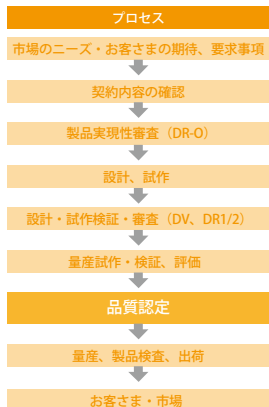 プロセス
市場のニーズ・お客さまの期待、要求事項
契約内容の確認
製品実現性審査（DR-O）
設計、試作
設計・試作検証・審査（DV、DR1/2）
量産試作・検証、評価
品質認定
量産、製品検査、出荷
お客さま・市場